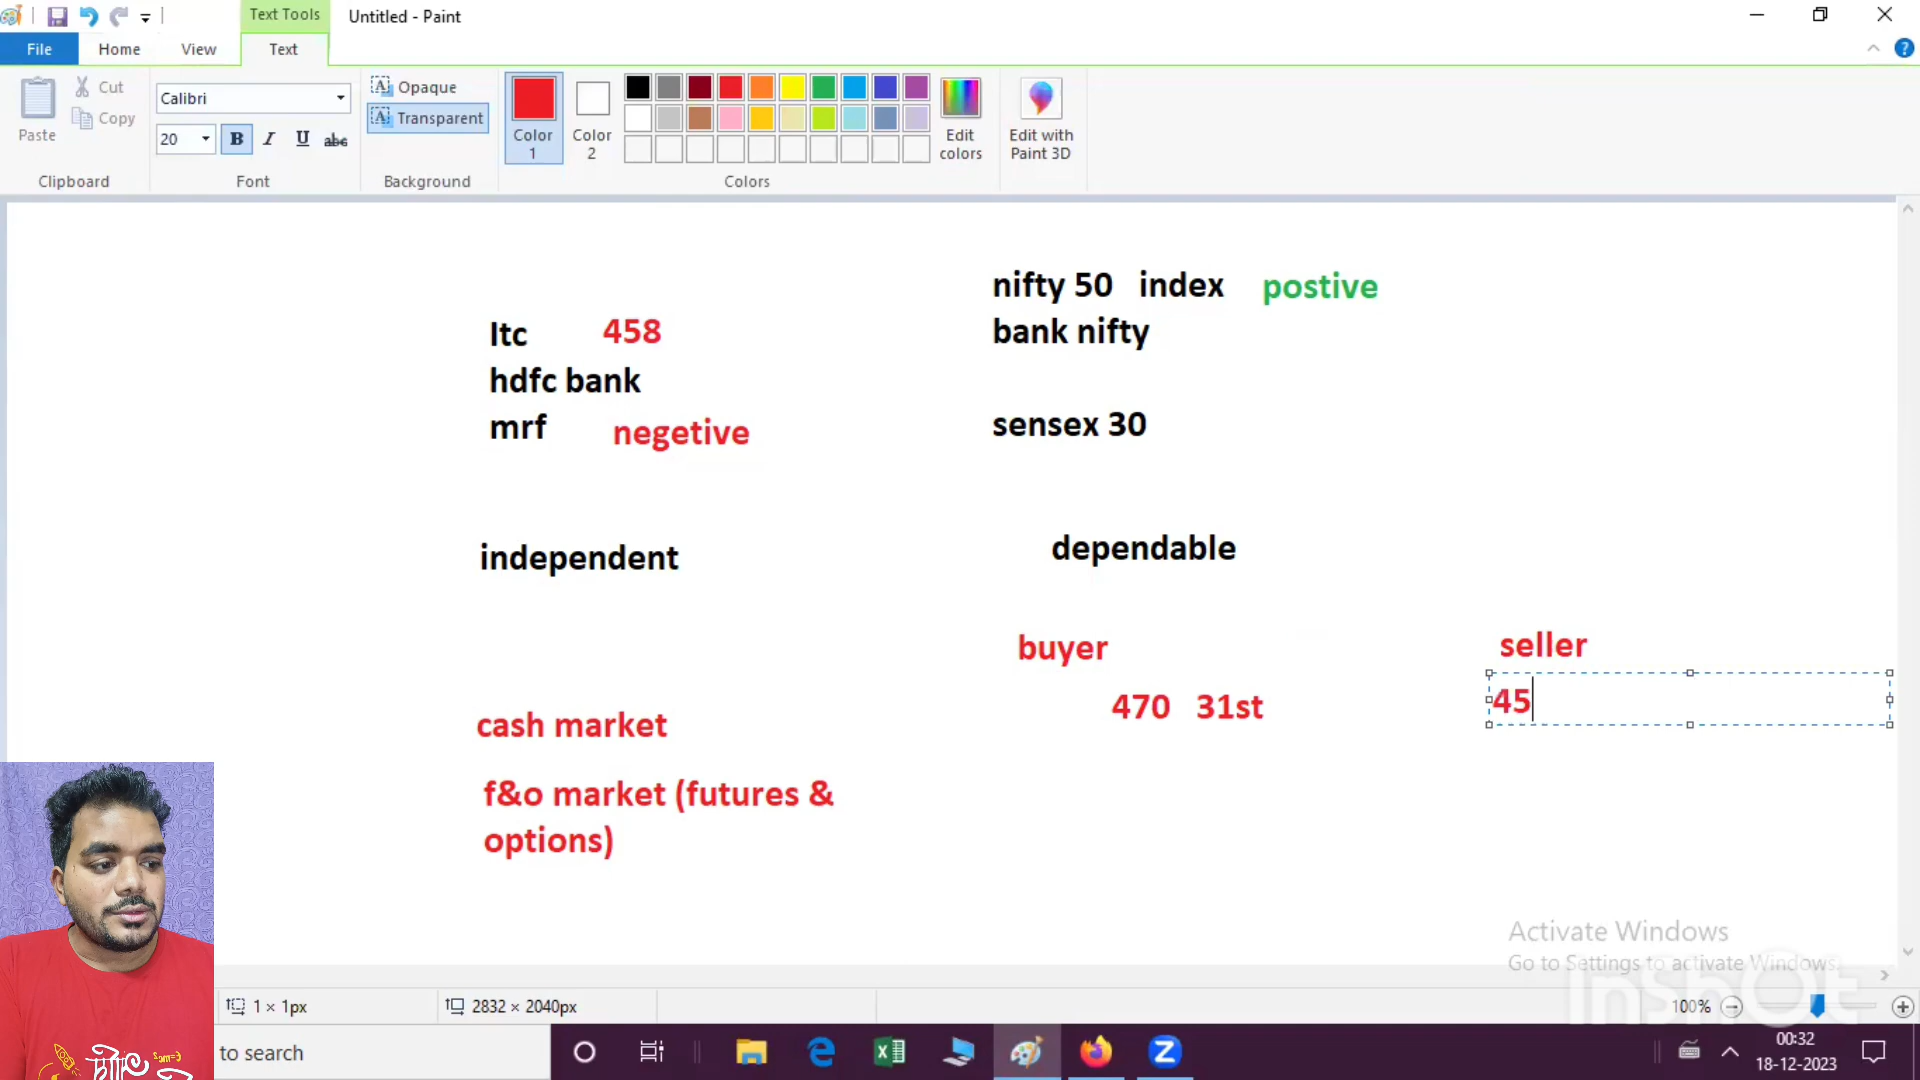 Text Tools
Untitled - Paint
File
Home
View
Text
Paste
Cut
Copy
Clipboard
Calibri
20
B
I
U
abc
Font
Opaque
Transparent
Background
Color
1
Color
2
Colors
Edit
colors
Edit with
Paint 3D
nifty 50 index postive
bank nifty
Itc 458
hdfc bank
mrf negetive
sensex 30
independent
dependable
buyer
seller
470 31st
45
cash market
f&o market (futures &
options)
Activate Windows
Go to Settings to activate Windows.
InShOt
1 × 1px
2832 × 2040px
100%
to search
00:32
18-12-2023